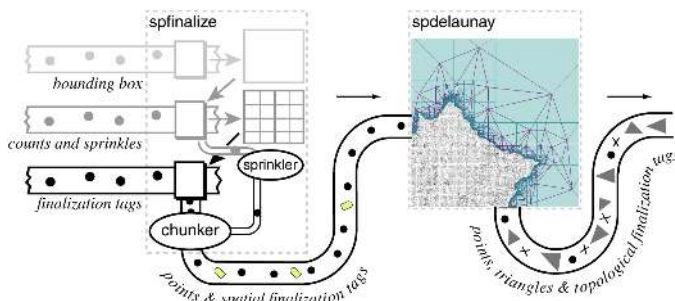 spfinalize
spdelaunay
bounding box
counts and sprinkles
sprinkler
finalization tags
chunker
points & spatial finalization tags
points, triangles & topological finalization tags